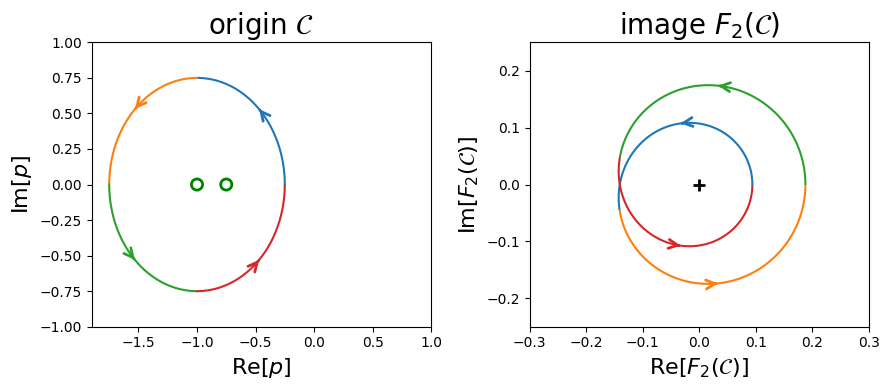 origin 𝒞
1.00
0.75
0.50
0.25
0.00
−0.25
−0.50
−0.75
−1.00
−1.5 −1.0 −0.5 0.0 0.5 1.0
Im[p]
Re[p]
image F₂(𝒞)
0.2
0.1
0.0
−0.1
−0.2
−0.3 −0.2 −0.1 0.0 0.1 0.2 0.3
Im[F₂(𝒞)]
Re[F₂(𝒞)]